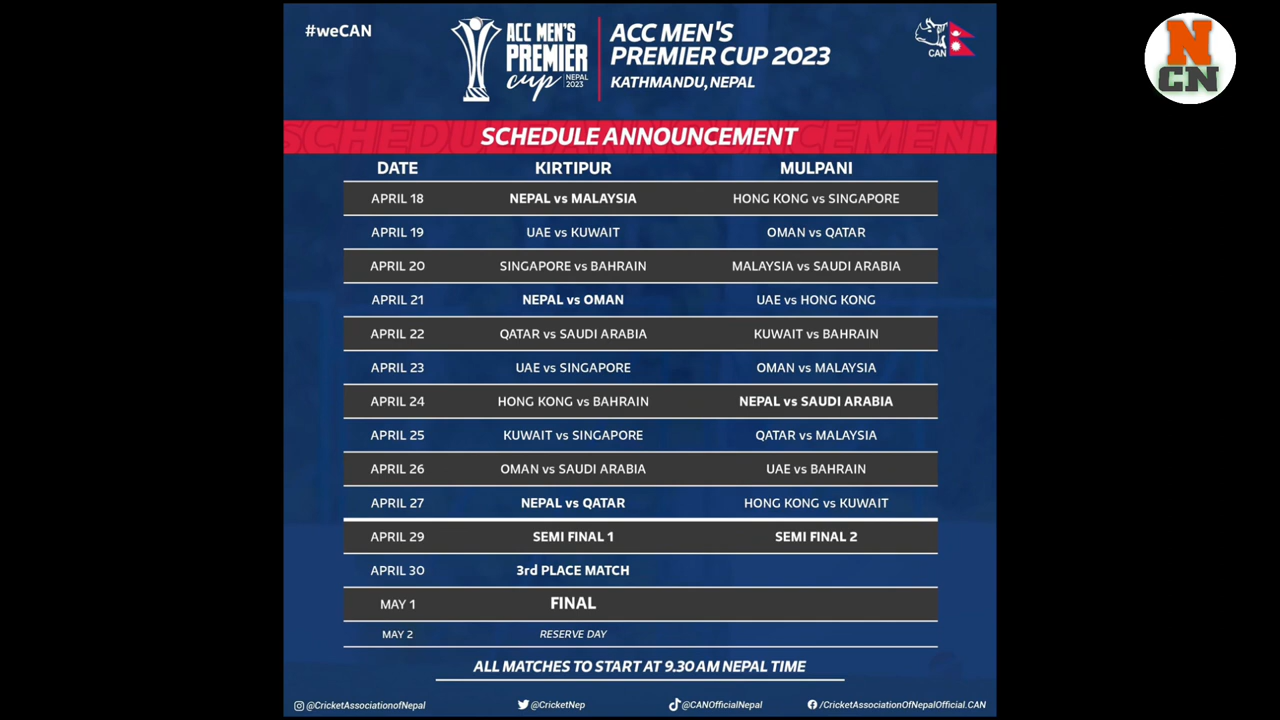 #weCAN
ACC MEN'S
PREMIER
cup NEPAL 2023
ACC MEN'S
PREMIER CUP 2023
KATHMANDU, NEPAL
CAN
NCN
SCHEDULE ANNOUNCEMENT
DATE KIRTIPUR MULPANI
APRIL 18 NEPAL vs MALAYSIA HONG KONG vs SINGAPORE
APRIL 19 UAE vs KUWAIT OMAN vs QATAR
APRIL 20 SINGAPORE vs BAHRAIN MALAYSIA vs SAUDI ARABIA
APRIL 21 NEPAL vs OMAN UAE vs HONG KONG
APRIL 22 QATAR vs SAUDI ARABIA KUWAIT vs BAHRAIN
APRIL 23 UAE vs SINGAPORE OMAN vs MALAYSIA
APRIL 24 HONG KONG vs BAHRAIN NEPAL vs SAUDI ARABIA
APRIL 25 KUWAIT vs SINGAPORE QATAR vs MALAYSIA
APRIL 26 OMAN vs SAUDI ARABIA UAE vs BAHRAIN
APRIL 27 NEPAL vs QATAR HONG KONG vs KUWAIT
APRIL 29 SEMI FINAL 1 SEMI FINAL 2
APRIL 30 3rd PLACE MATCH
MAY 1 FINAL
MAY 2 RESERVE DAY
ALL MATCHES TO START AT 9.30 AM NEPAL TIME
@CricketAssociationofNepal @CricketNep @CANOfficialNepal /CricketAssociationOfNepalOfficial.CAN